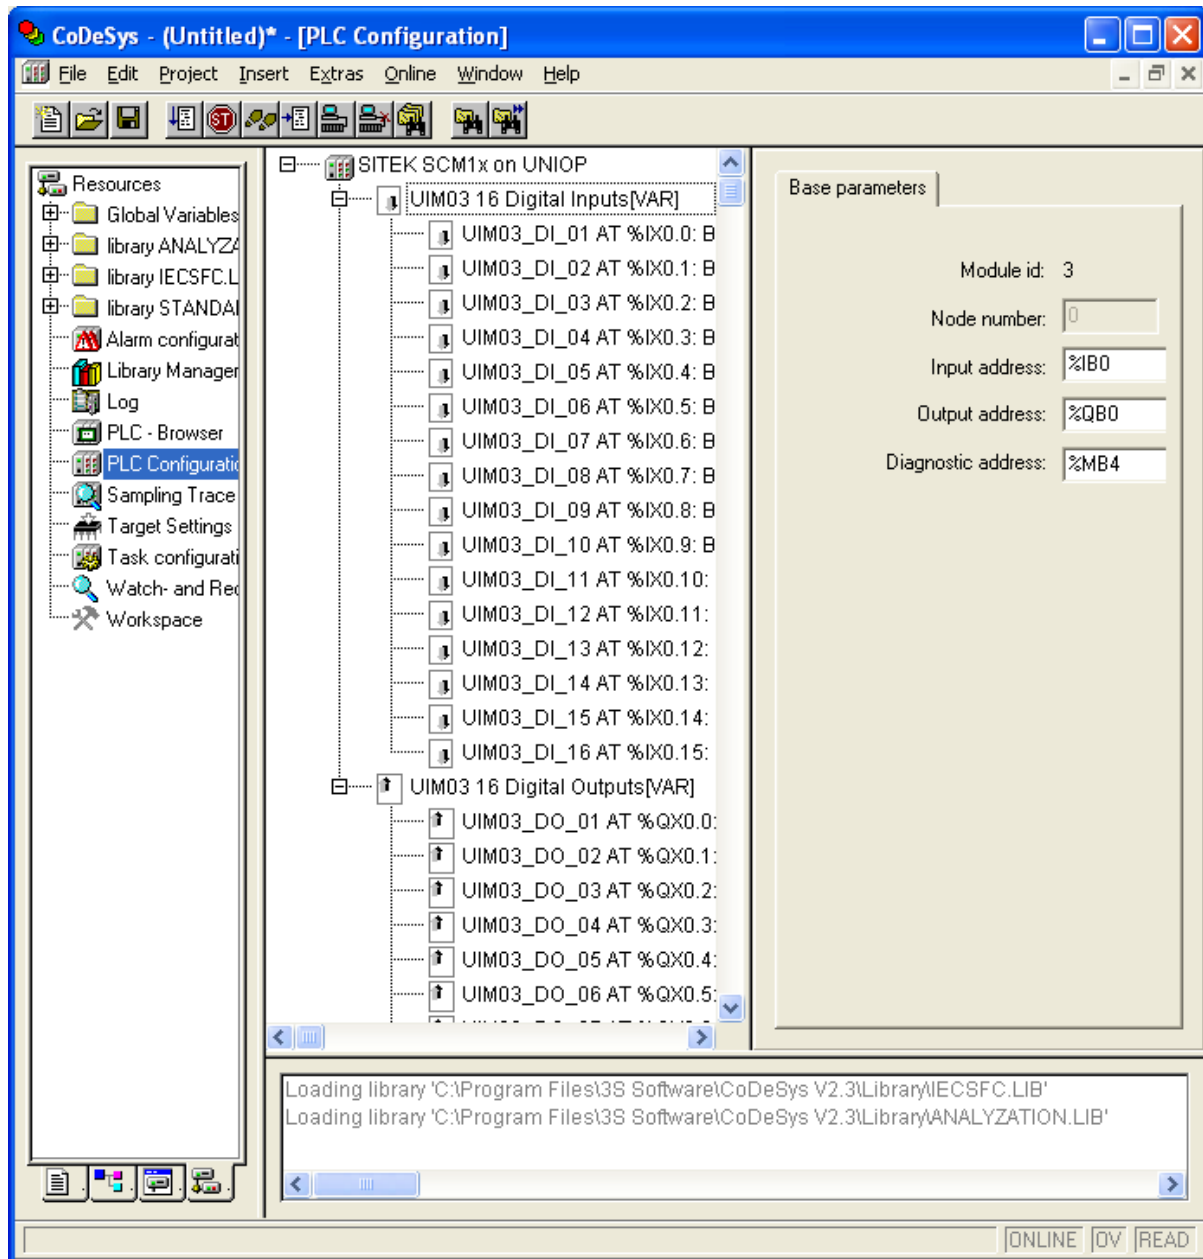 CoDeSys - (Untitled)* - [PLC Configuration]
File Edit Project Insert Extras Online Window Help
Resources
Global Variables
library ANALYZA
library IECSFC.L
library STANDAI
Alarm configurat
Library Manager
Log
PLC - Browser
PLC Configuratio
Sampling Trace
Target Settings
Task configurati
Watch- and Rec
Workspace
SITEK SCM1x on UNIOP
UIM03 16 Digital Inputs[VAR]
UIM03_DI_01 AT %IX0.0: B
UIM03_DI_02 AT %IX0.1: B
UIM03_DI_03 AT %IX0.2: B
UIM03_DI_04 AT %IX0.3: B
UIM03_DI_05 AT %IX0.4: B
UIM03_DI_06 AT %IX0.5: B
UIM03_DI_07 AT %IX0.6: B
UIM03_DI_08 AT %IX0.7: B
UIM03_DI_09 AT %IX0.8: B
UIM03_DI_10 AT %IX0.9: B
UIM03_DI_11 AT %IX0.10:
UIM03_DI_12 AT %IX0.11:
UIM03_DI_13 AT %IX0.12:
UIM03_DI_14 AT %IX0.13:
UIM03_DI_15 AT %IX0.14:
UIM03_DI_16 AT %IX0.15:
UIM03 16 Digital Outputs[VAR]
UIM03_DO_01 AT %QX0.0:
UIM03_DO_02 AT %QX0.1:
UIM03_DO_03 AT %QX0.2:
UIM03_DO_04 AT %QX0.3:
UIM03_DO_05 AT %QX0.4:
UIM03_DO_06 AT %QX0.5:
Base parameters
Module id: 3
Node number: 0
Input address: %IB0
Output address: %QB0
Diagnostic address: %MB4
Loading library 'C:\Program Files\3S Software\CoDeSys V2.3\Library\IECSFC.LIB'
Loading library 'C:\Program Files\3S Software\CoDeSys V2.3\Library\ANALYZATION.LIB'
ONLINE OV READ